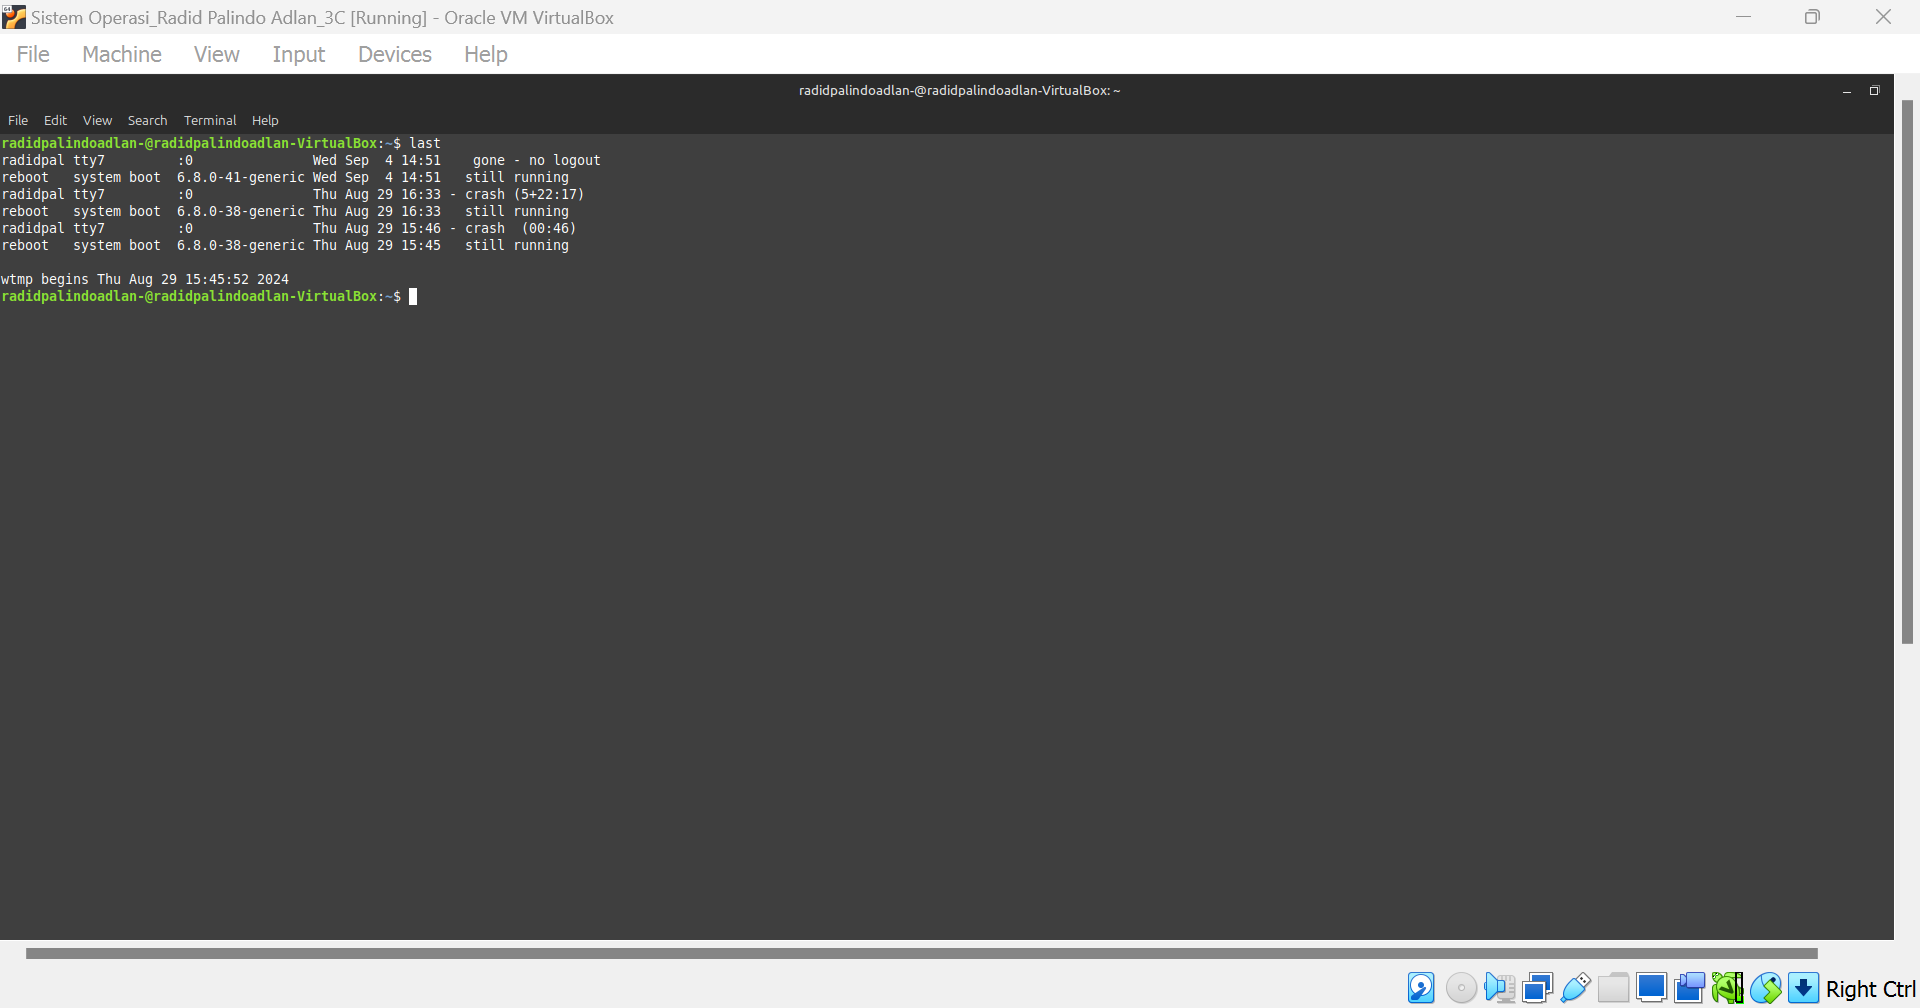 Sistem Operasi_Radid Palindo Adlan_3C [Running] - Oracle VM VirtualBox
File Machine View Input Devices Help
radidpalindoadlan-@radidpalindoadlan-VirtualBox: ~
File Edit View Search Terminal Help
radidpalindoadlan-@radidpalindoadlan-VirtualBox:~$ last
radidpal tty7         :0               Wed Sep  4 14:51    gone - no logout
reboot   system boot  6.8.0-41-generic Wed Sep  4 14:51   still running
radidpal tty7         :0               Thu Aug 29 16:33 - crash (5+22:17)
reboot   system boot  6.8.0-38-generic Thu Aug 29 16:33   still running
radidpal tty7         :0               Thu Aug 29 15:46 - crash  (00:46)
reboot   system boot  6.8.0-38-generic Thu Aug 29 15:45   still running
wtmp begins Thu Aug 29 15:45:52 2024
radidpalindoadlan-@radidpalindoadlan-VirtualBox:~$
Right Ctrl